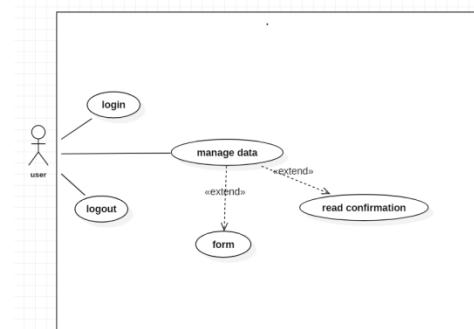 login
manage data
user
«extend»
«extend»
logout
read confirmation
form